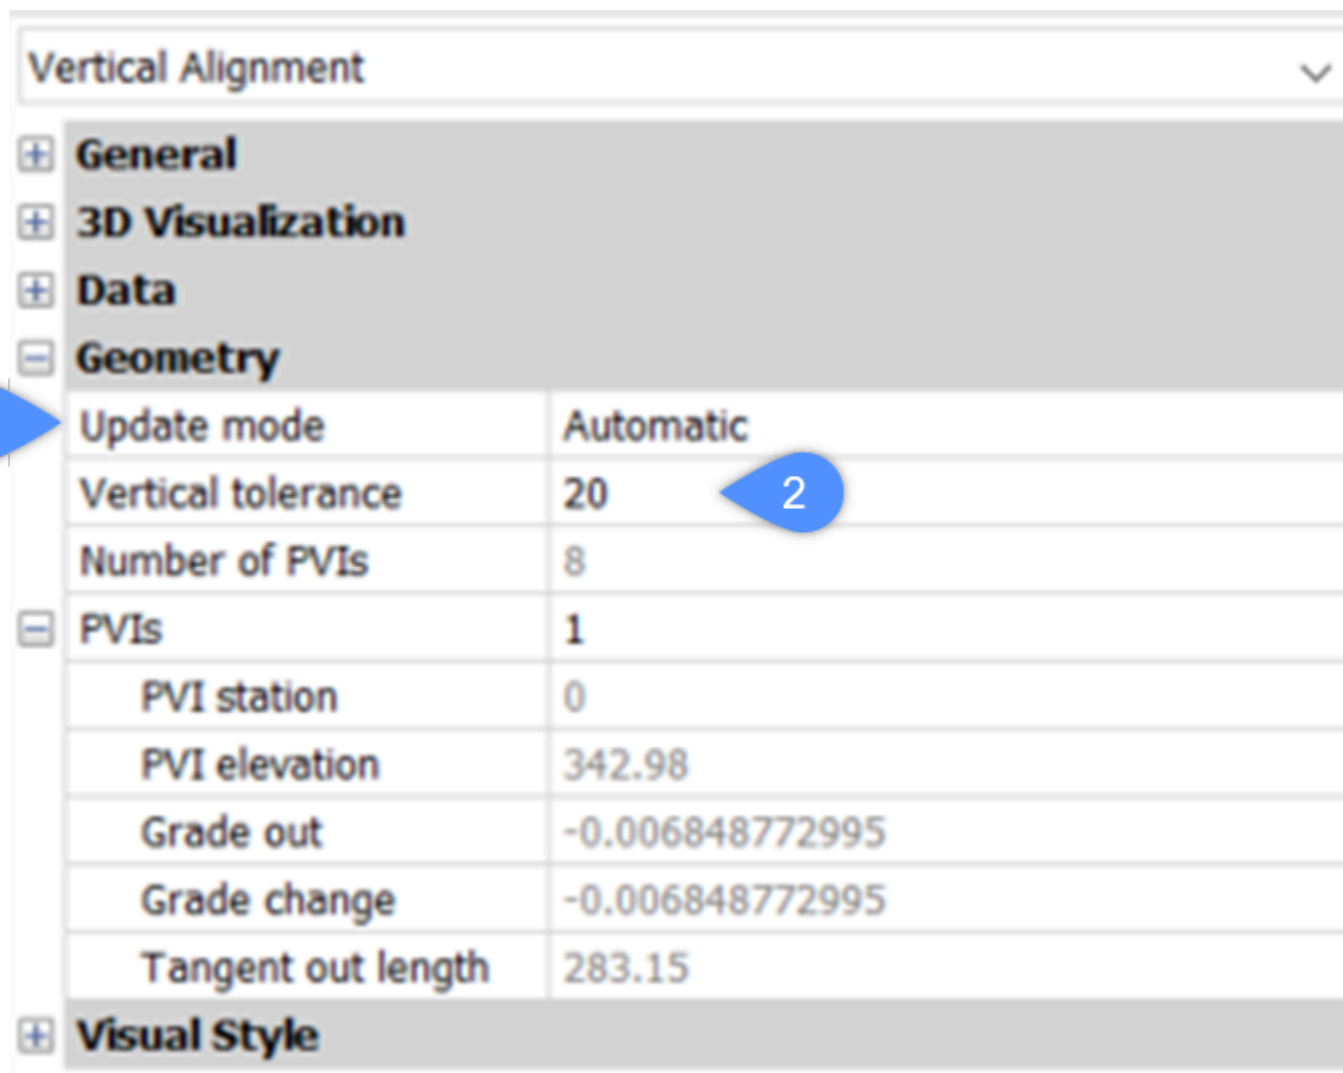 Vertical Alignment
General
3D Visualization
Data
Geometry
Update mode Automatic
Vertical tolerance 20 2
Number of PVIs 8
PVIs 1
PVI station 0
PVI elevation 342.98
Grade out -0.006848772995
Grade change -0.006848772995
Tangent out length 283.15
Visual Style